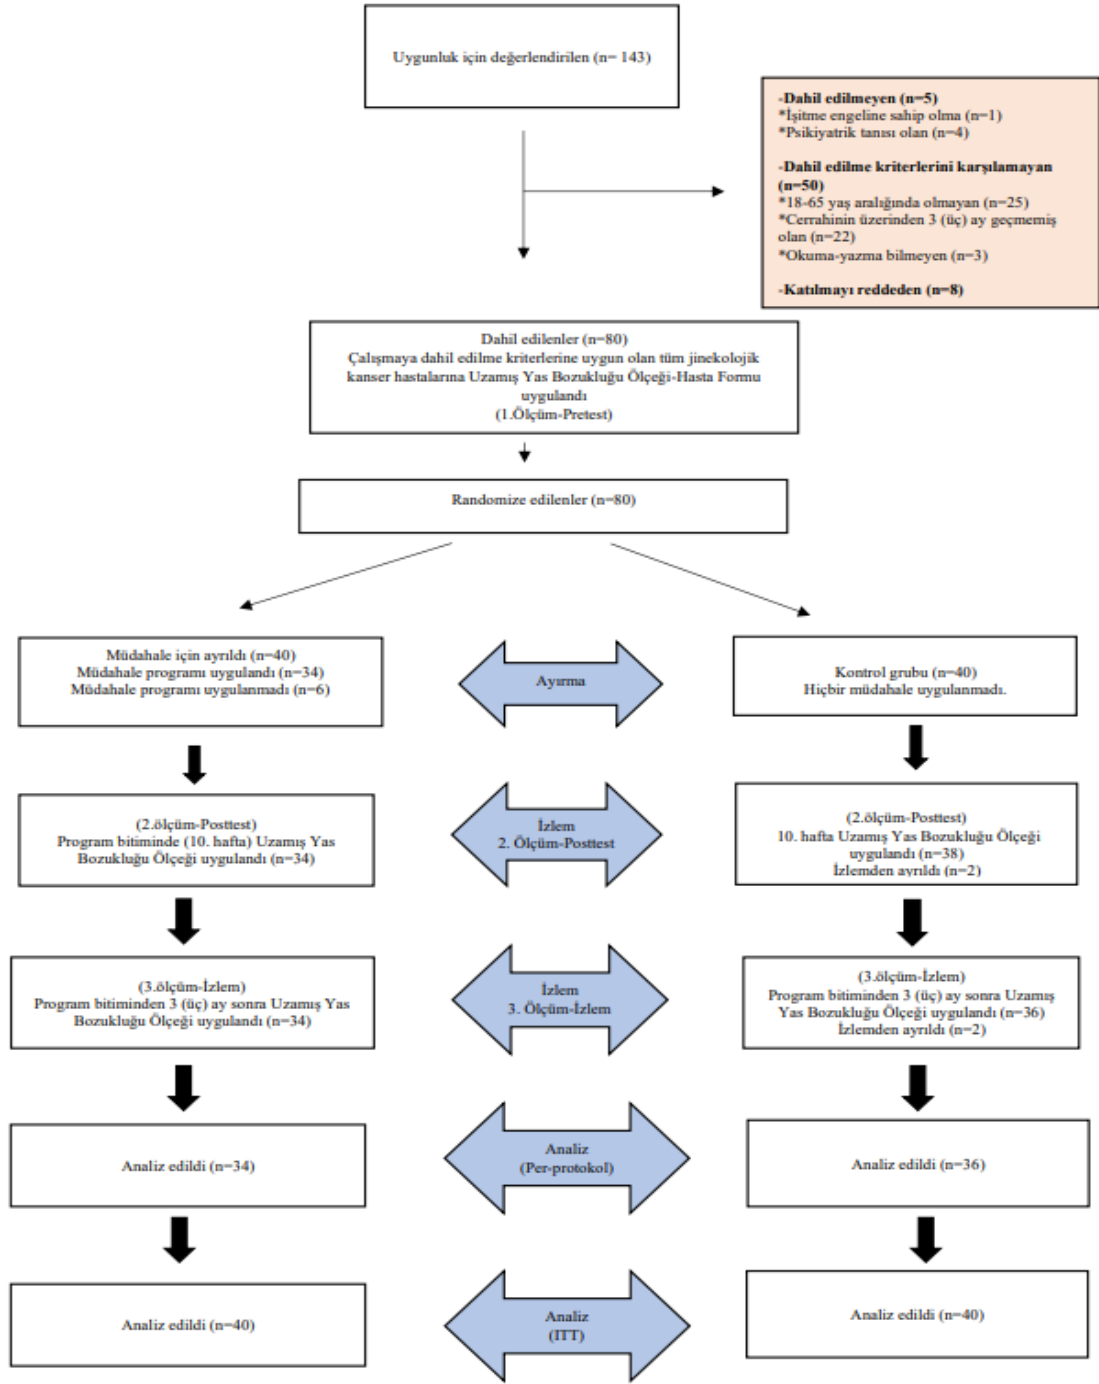 Uygunluk için değerlendirilen (n= 143)
-Dahil edilmeyen (n=5)
*İşitme engeline sahip olma (n=1)
*Psikiyatrik tanısı olan (n=4)
-Dahil edilme kriterlerini karşılamayan
(n=50)
*18-65 yaş aralığında olmayan (n=25)
*Cerrahinin üzerinden 3 (üç) ay geçmemiş
olan (n=22)
*Okuma-yazma bilmeyen (n=3)
-Katılmayı reddeden (n=8)
Dahil edilenler (n=80)
Çalışmaya dahil edilme kriterlerine uygun olan tüm jinekolojik
kanser hastalarına Uzamış Yas Bozukluğu Ölçeği-Hasta Formu
uygulandı
(1.Ölçüm-Pretest)
Randomize edilenler (n=80)
Müdahale için ayrıldı (n=40)
Müdahale programı uygulandı (n=34)
Müdahale programı uygulanmadı (n=6)
Ayırma
Kontrol grubu (n=40)
Hiçbir müdahale uygulanmadı.
(2.ölçüm-Posttest)
Program bitiminde (10. hafta) Uzamış Yas
Bozukluğu Ölçeği uygulandı (n=34)
İzlem
2. Ölçüm-Posttest
(2.ölçüm-Posttest)
10. hafta Uzamış Yas Bozukluğu Ölçeği
uygulandı (n=38)
İzlemden ayrıldı (n=2)
(3.ölçüm-İzlem)
Program bitiminden 3 (üç) ay sonra Uzamış Yas
Bozukluğu Ölçeği uygulandı (n=34)
İzlem
3. Ölçüm-İzlem
(3.ölçüm-İzlem)
Program bitiminden 3 (üç) ay sonra Uzamış
Yas Bozukluğu Ölçeği uygulandı (n=36)
İzlemden ayrıldı (n=2)
Analiz edildi (n=34)
Analiz
(Per-protokol)
Analiz edildi (n=36)
Analiz edildi (n=40)
Analiz
(ITT)
Analiz edildi (n=40)